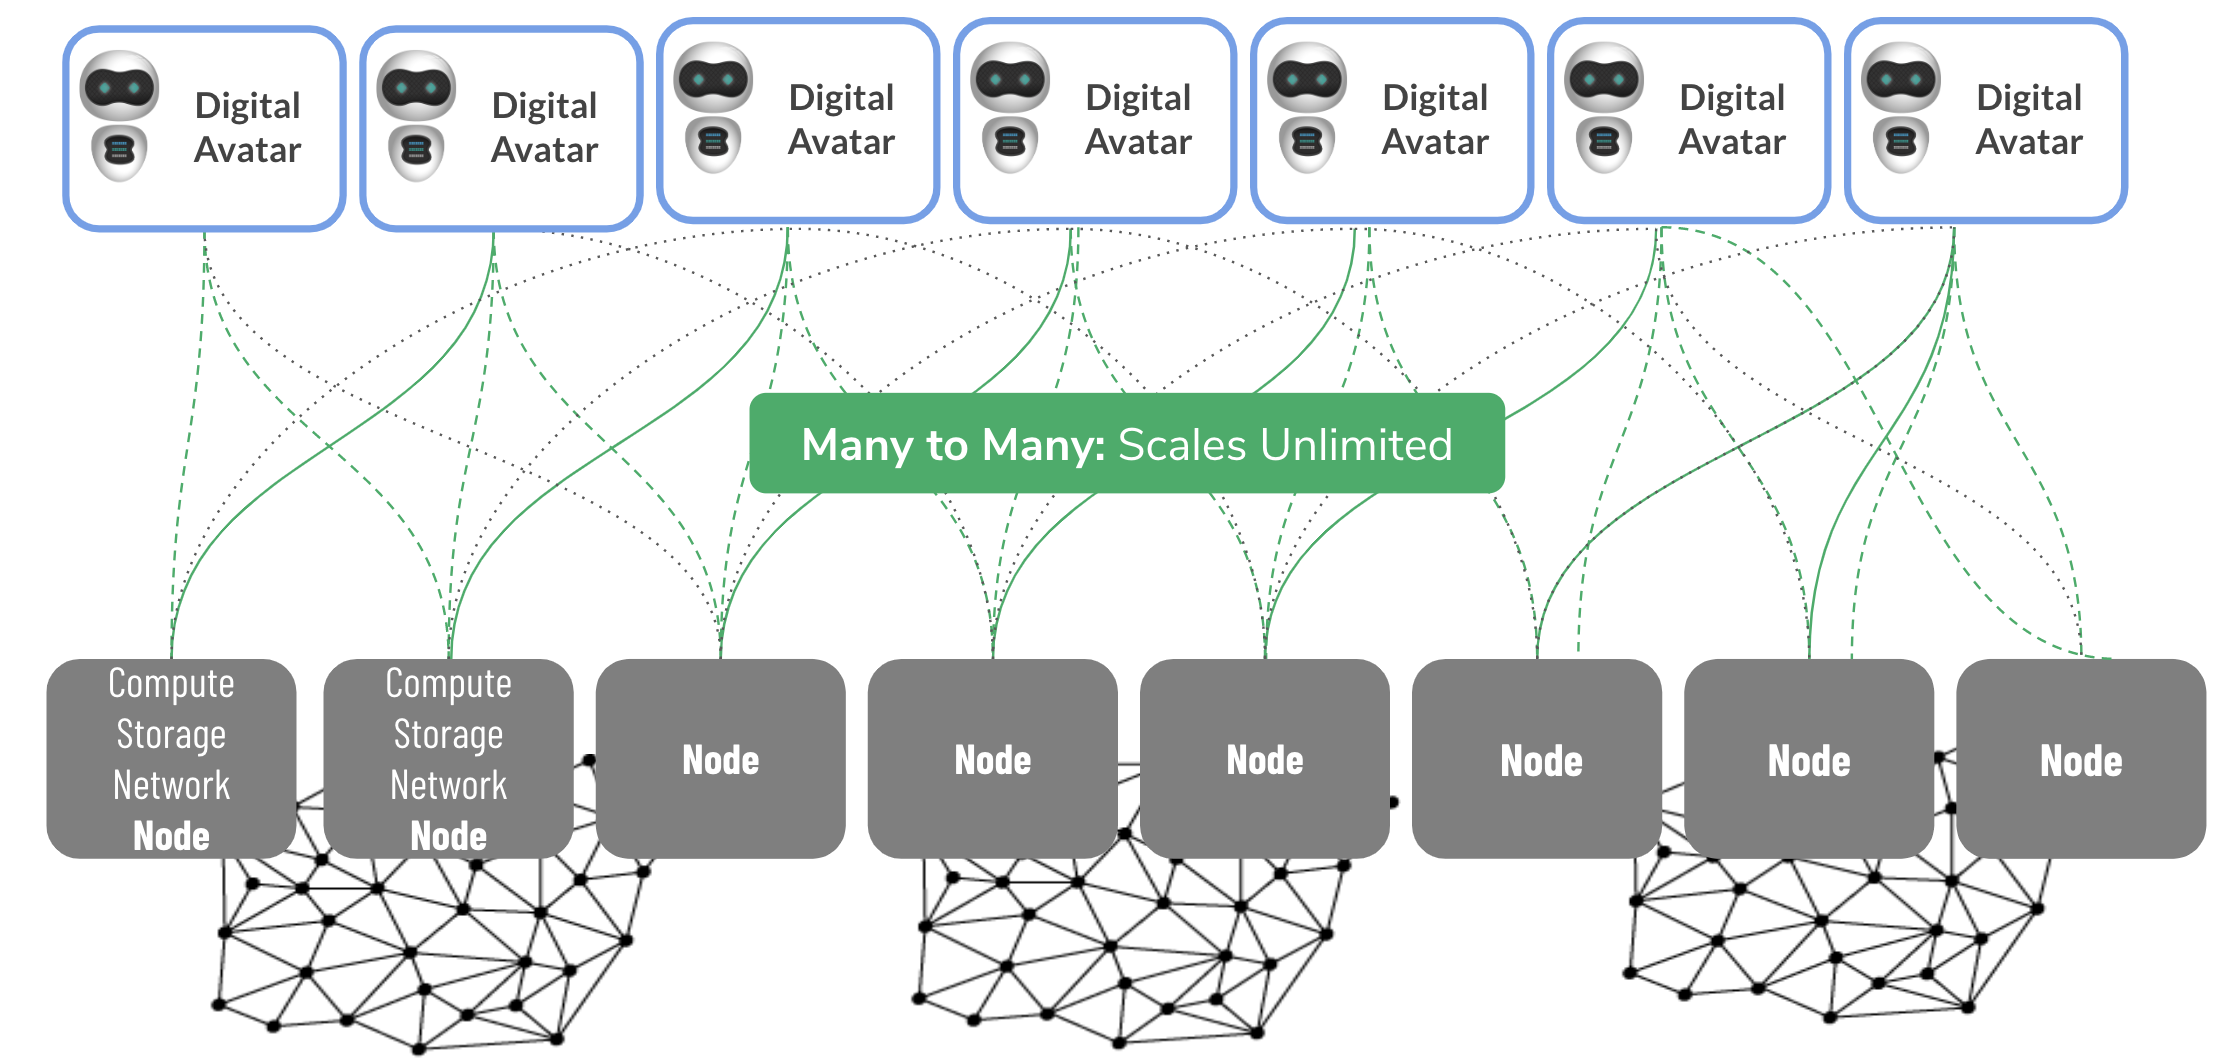 Digital
Avatar
Digital
Avatar
Digital
Avatar
Digital
Avatar
Digital
Avatar
Digital
Avatar
Digital
Avatar
Many to Many: Scales Unlimited
Compute
Storage
Network
Node
Compute
Storage
Network
Node
Node
Node
Node
Node
Node
Node